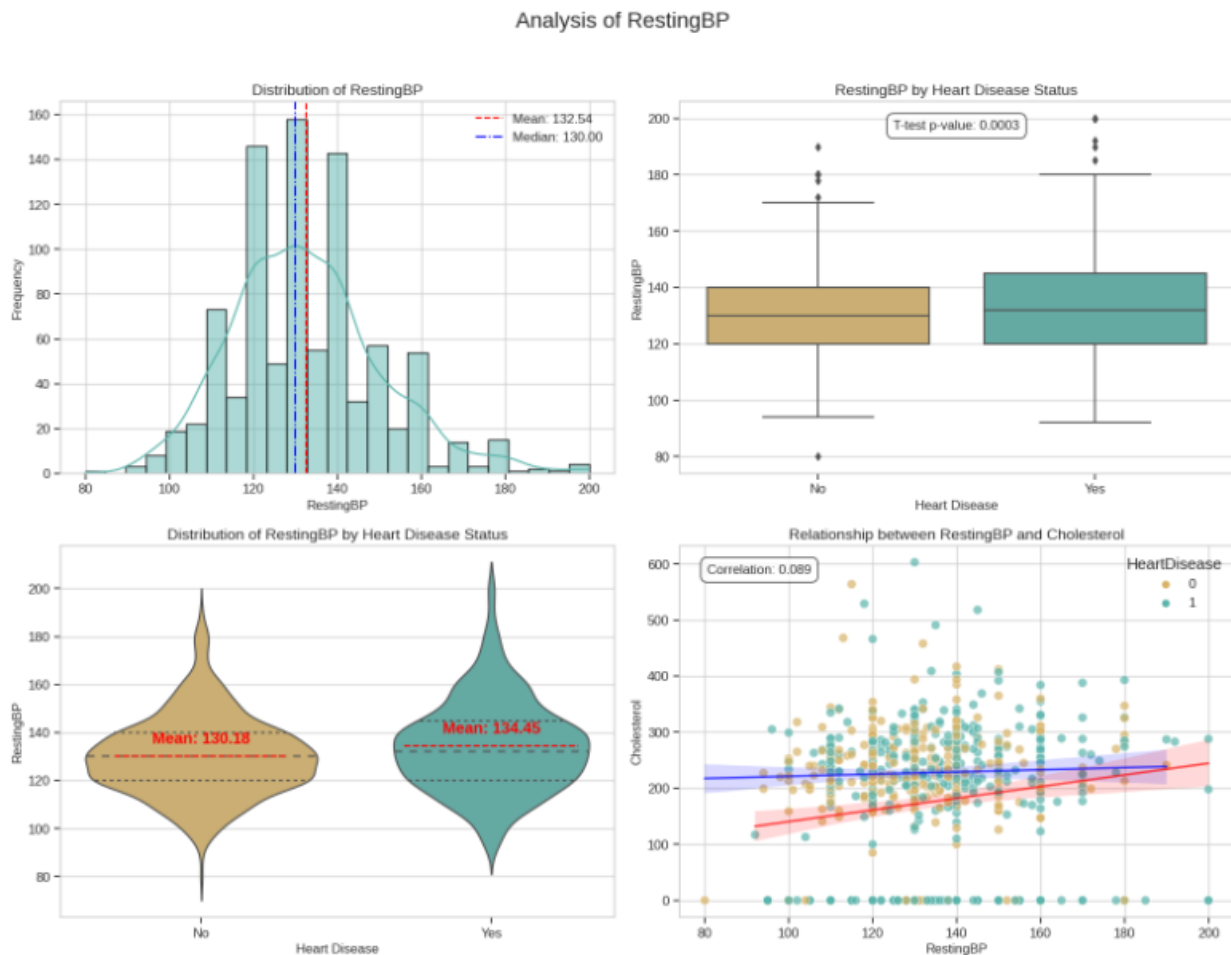 Analysis of RestingBP
Distribution of RestingBP
Mean: 132.54
Median: 130.00
160
140
120
100
80
60
40
20
0
Frequency
80 100 120 140 160 180 200
RestingBP
RestingBP by Heart Disease Status
T-test p-value: 0.0003
200
180
160
140
120
100
80
RestingBP
No Yes
Heart Disease
Distribution of RestingBP by Heart Disease Status
200
180
160
140
120
100
80
RestingBP
Mean: 130.18
Mean: 134.45
No Yes
Heart Disease
Relationship between RestingBP and Cholesterol
Correlation: 0.089
HeartDisease
0
1
600
500
400
300
200
100
0
Cholesterol
80 100 120 140 160 180 200
RestingBP